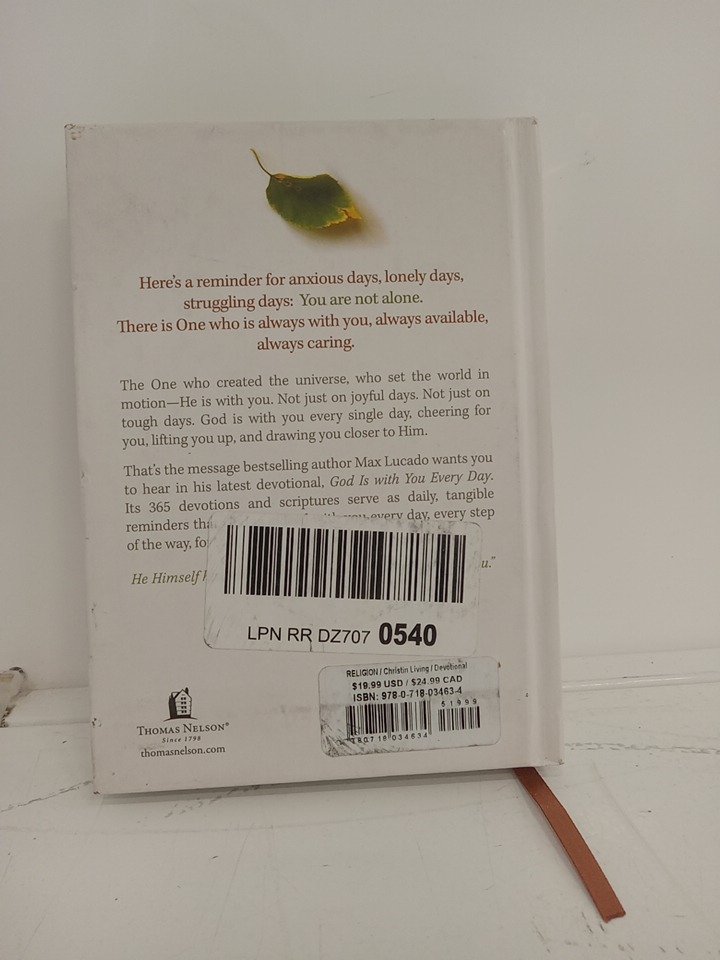 Here's a reminder for anxious days, lonely days,
struggling days: You are not alone.
There is One who is always with you, always available,
always caring.
The One who created the universe, who set the world in
motion—He is with you. Not just on joyful days. Not just on
tough days. God is with you every single day, cheering for
you, lifting you up, and drawing you closer to Him.
That's the message bestselling author Max Lucado wants you
to hear in his latest devotional, God Is with You Every Day.
Its 365 devotions and scriptures serve as daily, tangible
reminders you every day, every step
of the way,
He Himself
LPN RR DZ707 0540
RELIGION / Christin Living / Devotional
$19.99 USD / $24.99 CAD
ISBN: 978-0-718-03463-4
51999
9 780718 034634
THOMAS NELSON®
Since 1798
thomasnelson.com